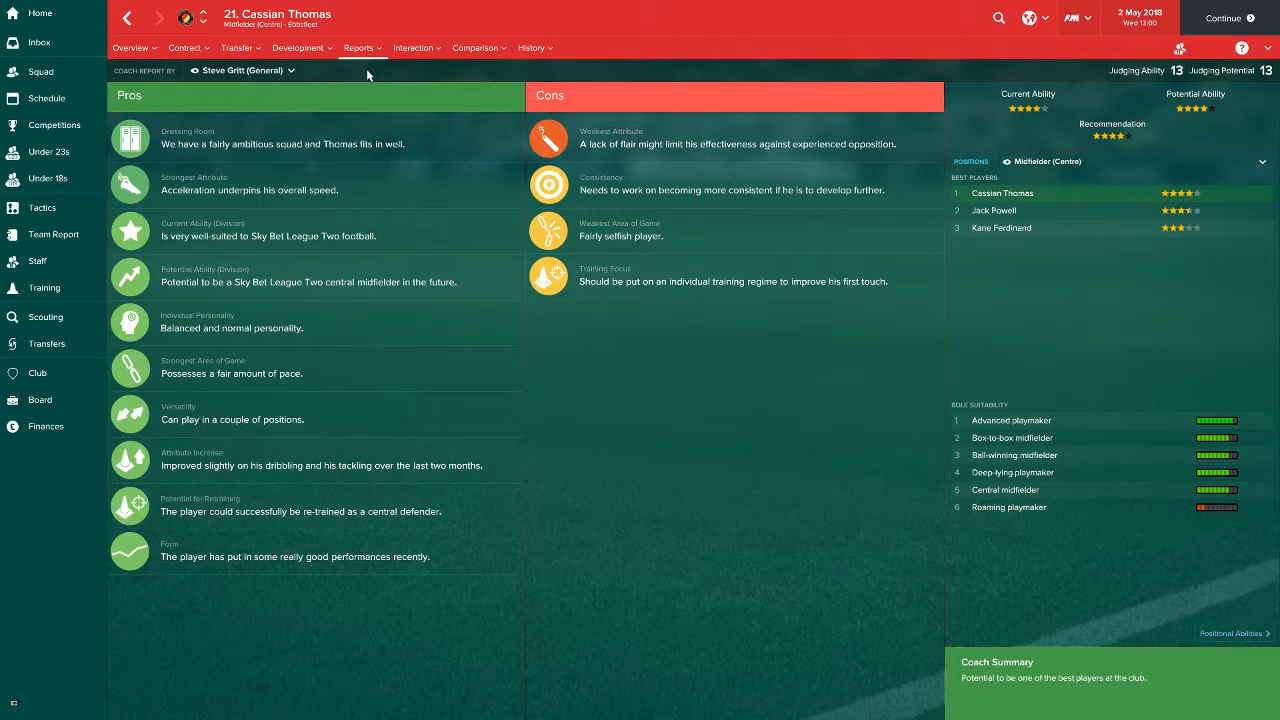 Home
Inbox
Squad
Schedule
Competitions
Under 23s
Under 18s
Tactics
Team Report
Staff
Training
Scouting
Transfers
Club
Board
Finances
21. Cassian Thomas
Midfielder (Centre) - Ebbsfleet
FM
2 May 2018
Wed 13:00
Continue
Overview
Contract
Transfer
Development
Reports
Interaction
Comparison
History
?
COACH REPORT BY
Steve Gritt (General)
Judging Ability 13 Judging Potential 13
Pros
Dressing Room
We have a fairly ambitious squad and Thomas fits in well.
Strongest Attribute
Acceleration underpins his overall speed.
Current Ability (Division)
Is very well-suited to Sky Bet League Two football.
Potential Ability (Division)
Potential to be a Sky Bet League Two central midfielder in the future.
Individual Personality
Balanced and normal personality.
Strongest Area of Game
Possesses a fair amount of pace.
Versatility
Can play in a couple of positions.
Attribute Increase
Improved slightly on his dribbling and his tackling over the last two months.
Potential for Retraining
The player could successfully be re-trained as a central defender.
Form
The player has put in some really good performances recently.
Cons
Weakest Attribute
A lack of flair might limit his effectiveness against experienced opposition.
Consistency
Needs to work on becoming more consistent if he is to develop further.
Weakest Area of Game
Fairly selfish player.
Training Focus
Should be put on an individual training regime to improve his first touch.
Current Ability
Potential Ability
Recommendation
POSITIONS
Midfielder (Centre)
BEST PLAYERS
1 Cassian Thomas
2 Jack Powell
3 Kane Ferdinand
ROLE SUITABILITY
1 Advanced playmaker
2 Box-to-box midfielder
3 Ball-winning midfielder
4 Deep-lying playmaker
5 Central midfielder
6 Roaming playmaker
Positional Abilities
Coach Summary
Potential to be one of the best players at the club.